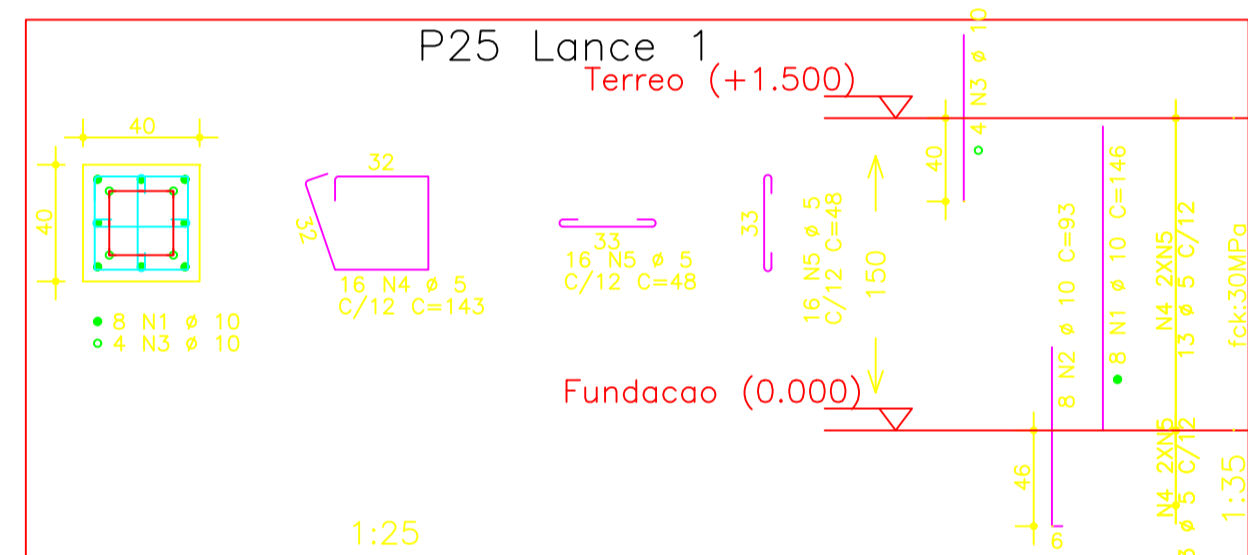 P25 Lance 1
Terreo (+1.500)
40
40
8 N1 ø 10
4 N3 ø 10
32
32
16 N4 ø 5
C/12 C=143
33
16 N5 ø 5
C/12 C=48
33
16 N5 ø 5
C/12 C=48
150
Fundacao (0.000)
40
4 N3 ø 10
46
6
8 N2 ø 10 C=93
8 N1 ø 10 C=146
N4 2XN5
13 ø 5 C/12
N4 2XN5
3 ø 5 C/12
fck:30MPa
1:35
1:25